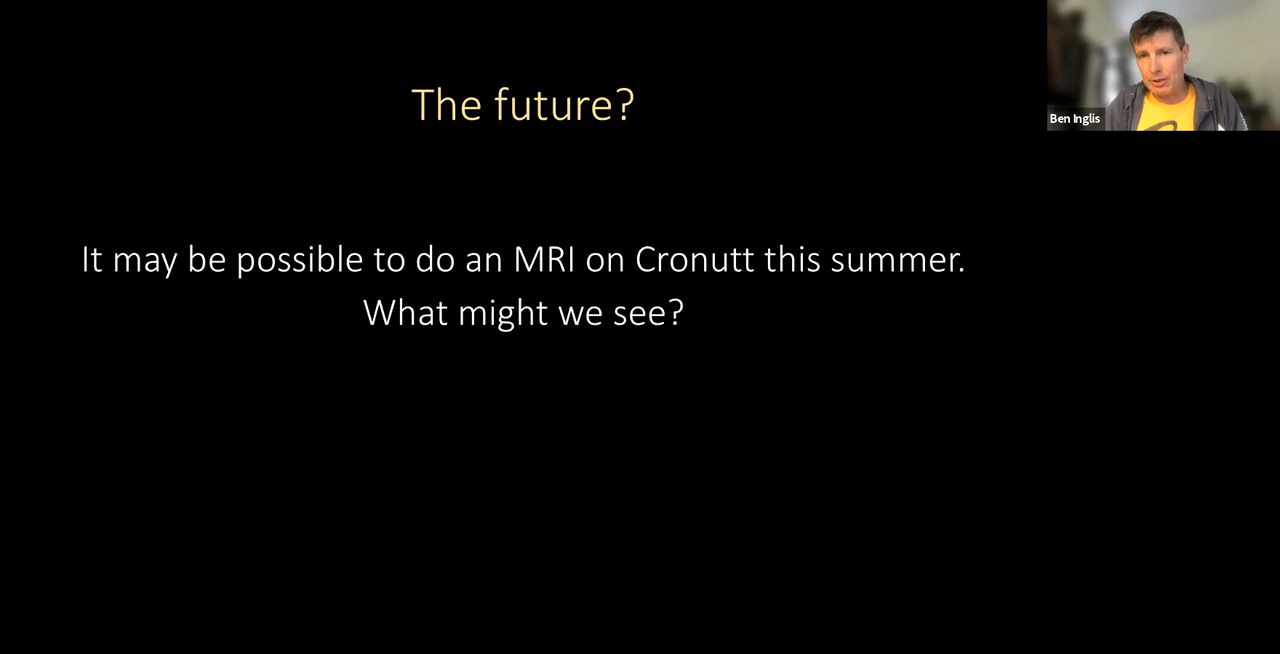 The future?
Ben Inglis
It may be possible to do an MRI on Cronutt this summer.
What might we see?